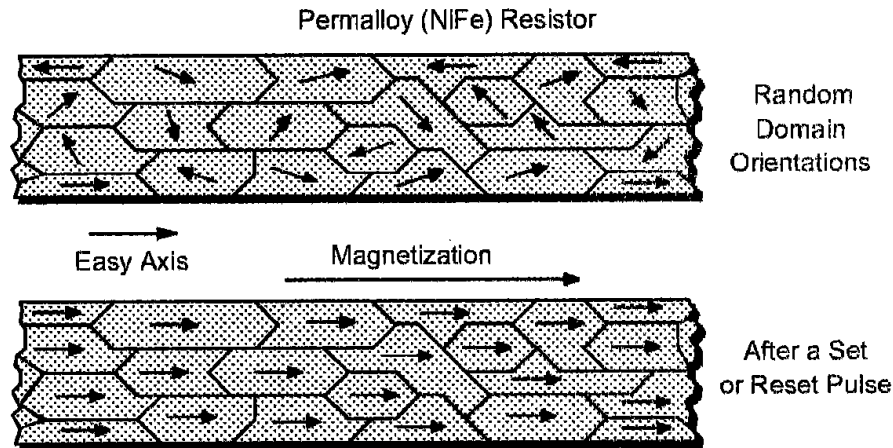 Permalloy (NiFe) Resistor
Random
Domain
Orientations
Easy Axis
Magnetization
After a Set
or Reset Pulse